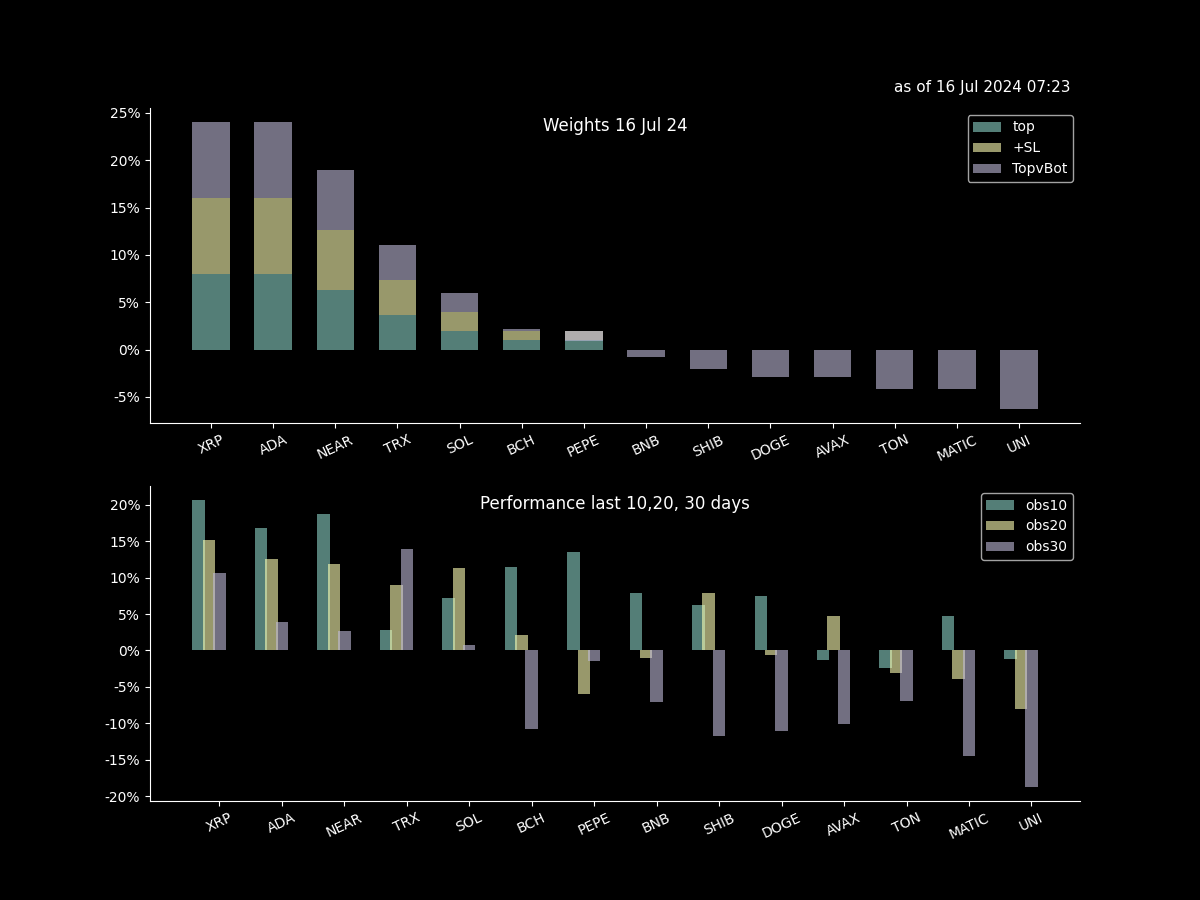 as of 16 Jul 2024 07:23
Weights 16 Jul 24
top
+SL
TopvBot
25%
20%
15%
10%
5%
0%
-5%
XRP ADA NEAR TRX SOL BCH PEPE BNB SHIB DOGE AVAX TON MATIC UNI
Performance last 10,20, 30 days
obs10
obs20
obs30
20%
15%
10%
5%
0%
-5%
-10%
-15%
-20%
XRP ADA NEAR TRX SOL BCH PEPE BNB SHIB DOGE AVAX TON MATIC UNI